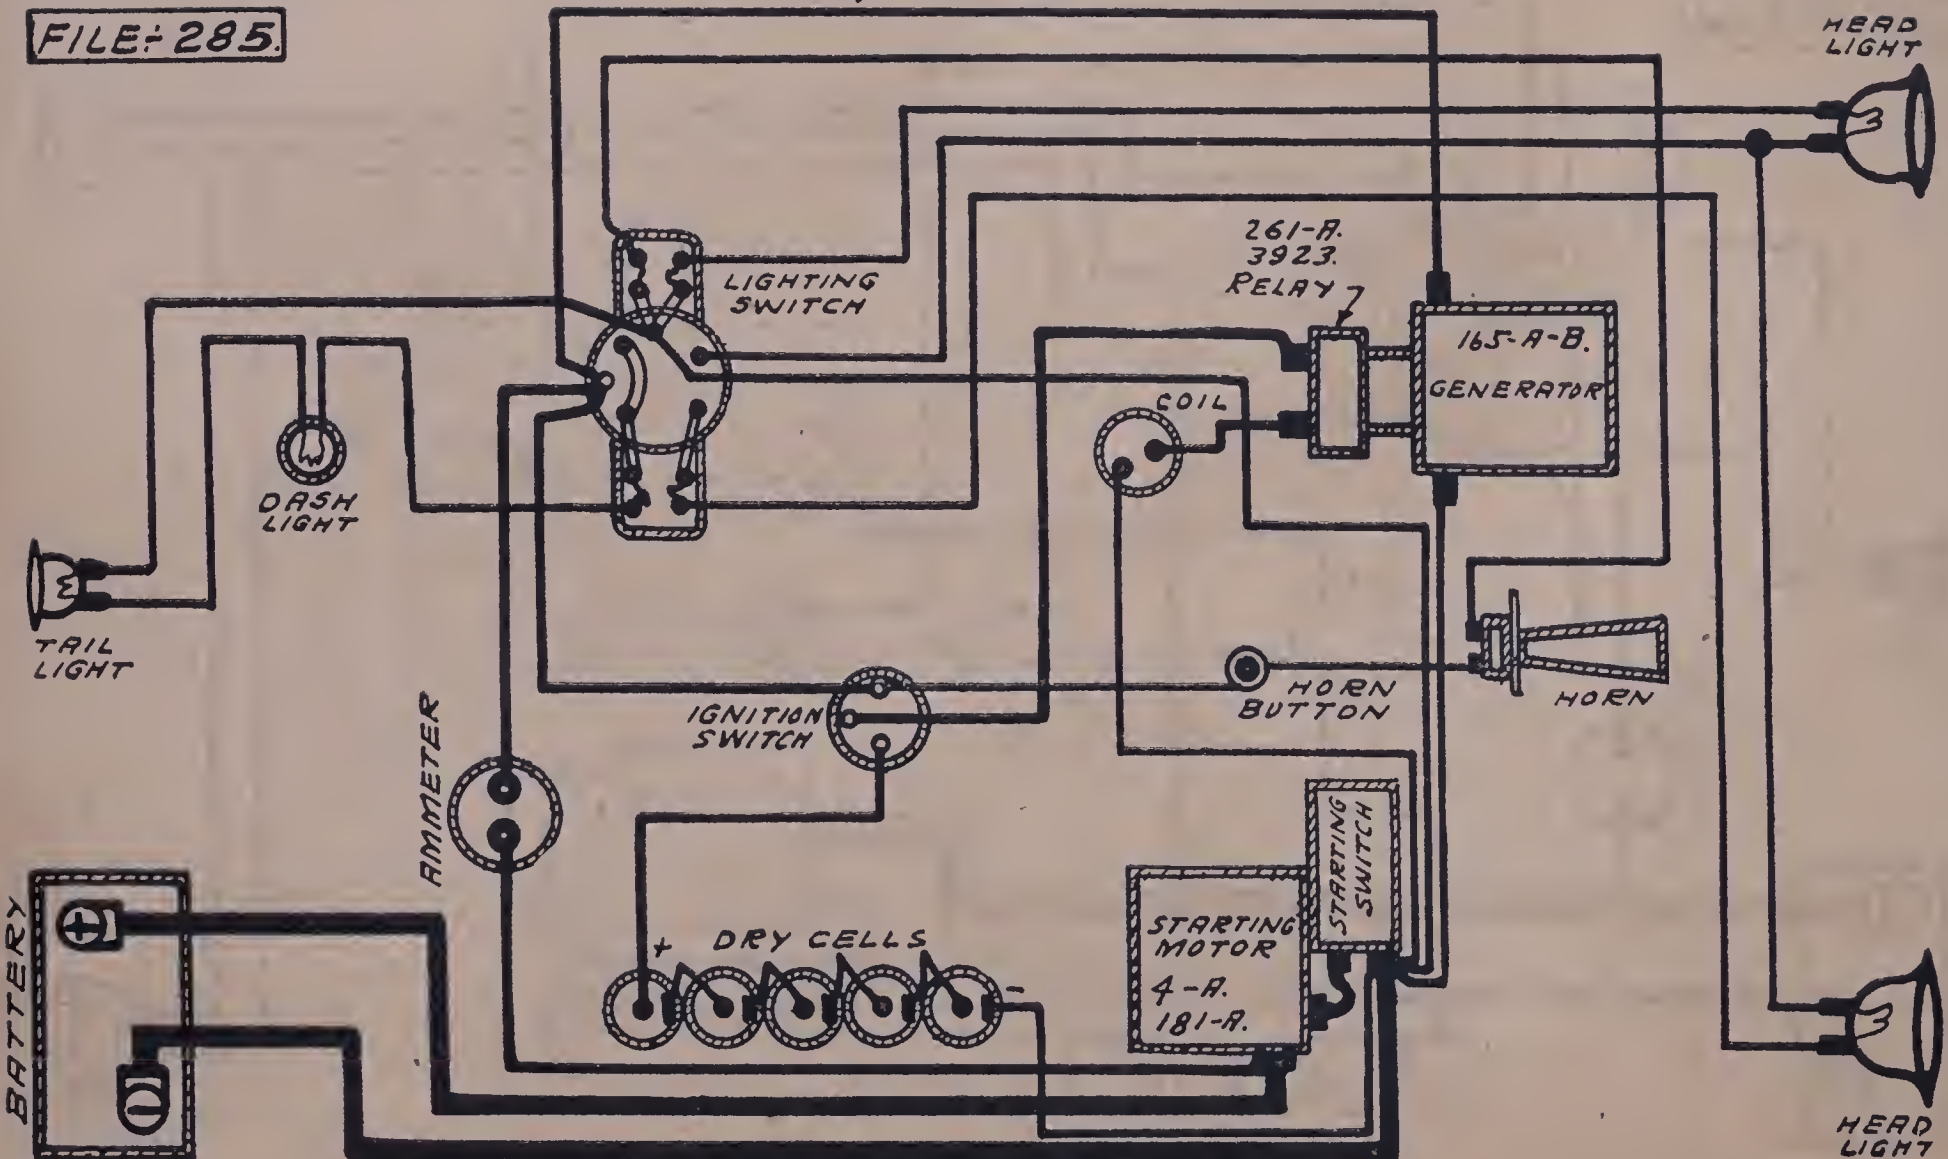 FILE÷285.
HEAD
LIGHT
261-A.
3923.
RELAY
LIGHTING
SWITCH
165-A-B.
GENERATOR
COIL
DASH
LIGHT
TAIL
LIGHT
HORN
BUTTON
HORN
IGNITION
SWITCH
AMMETER
STARTING
SWITCH
BATTERY
+
DRY CELLS
-
STARTING
MOTOR
4-A.
181-A.
+
-
HEAD
LIGHT